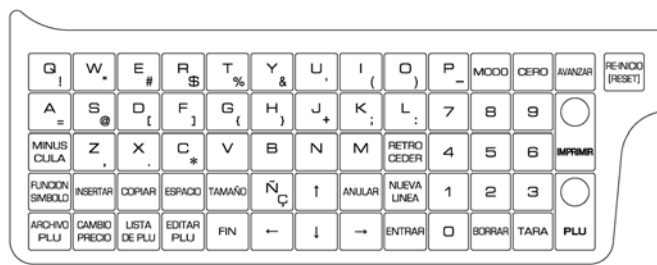 Q ! W * E # R $ T % Y & U ' I ( O ) P _ MODO CERO AVANZAR RE-INICIO [RESET]
A = S @ D [ F ] G { H } J + K ; L : 7 8 9
MINUS CULA Z , X . C * V B N M RETRO CEDER 4 5 6 IMPRIMIR
FUNCION SIMBOLO INSERTAR COPIAR ESPACIO TAMAÑO Ñ Ç ↑ ANULAR NUEVA LINEA 1 2 3
ARCHIVO PLU CAMBIO PRECIO LISTA DE PLU EDITAR PLU FIN ← ↓ → ENTRAR 0 BORRAR TARA PLU